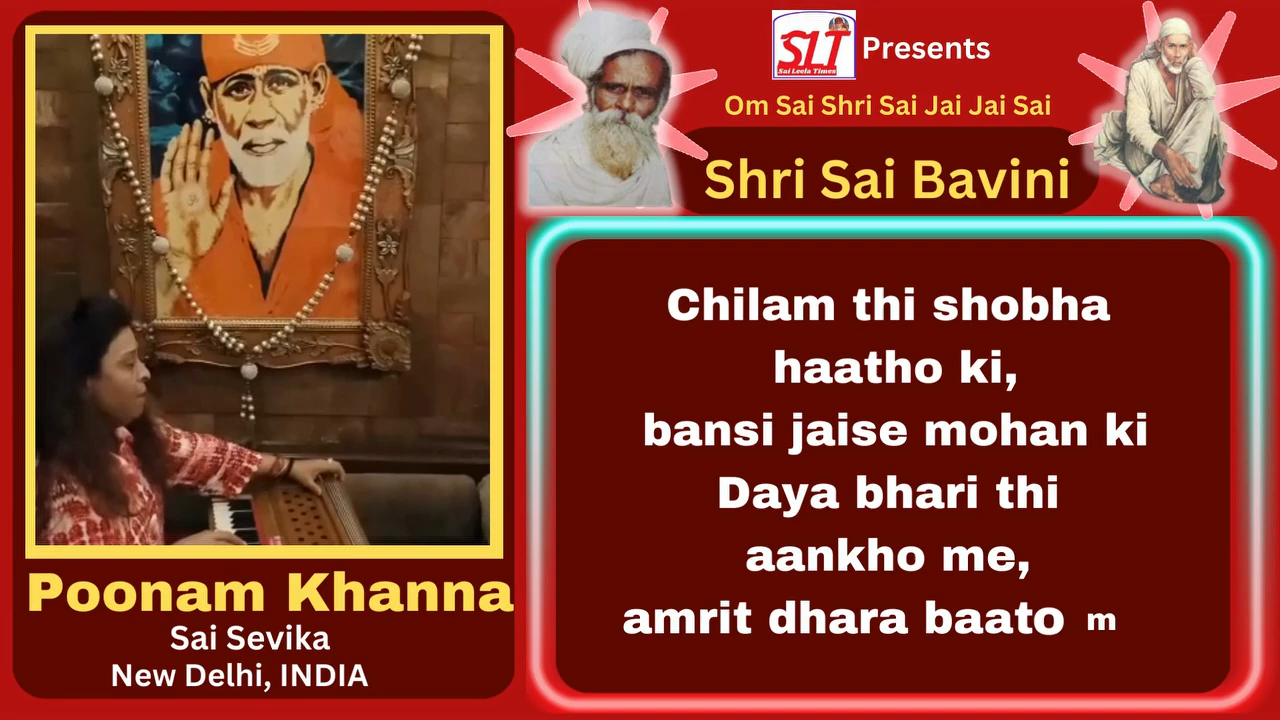 SLT
Sai Leela Times
Presents
Om Sai Shri Sai Jai Jai Sai
Shri Sai Bavini
Chilam thi shobha
haatho ki,
bansi jaise mohan ki
Daya bhari thi
aankho me,
amrit dhara baato m
Poonam Khanna
Sai Sevika
New Delhi, INDIA
ॐ